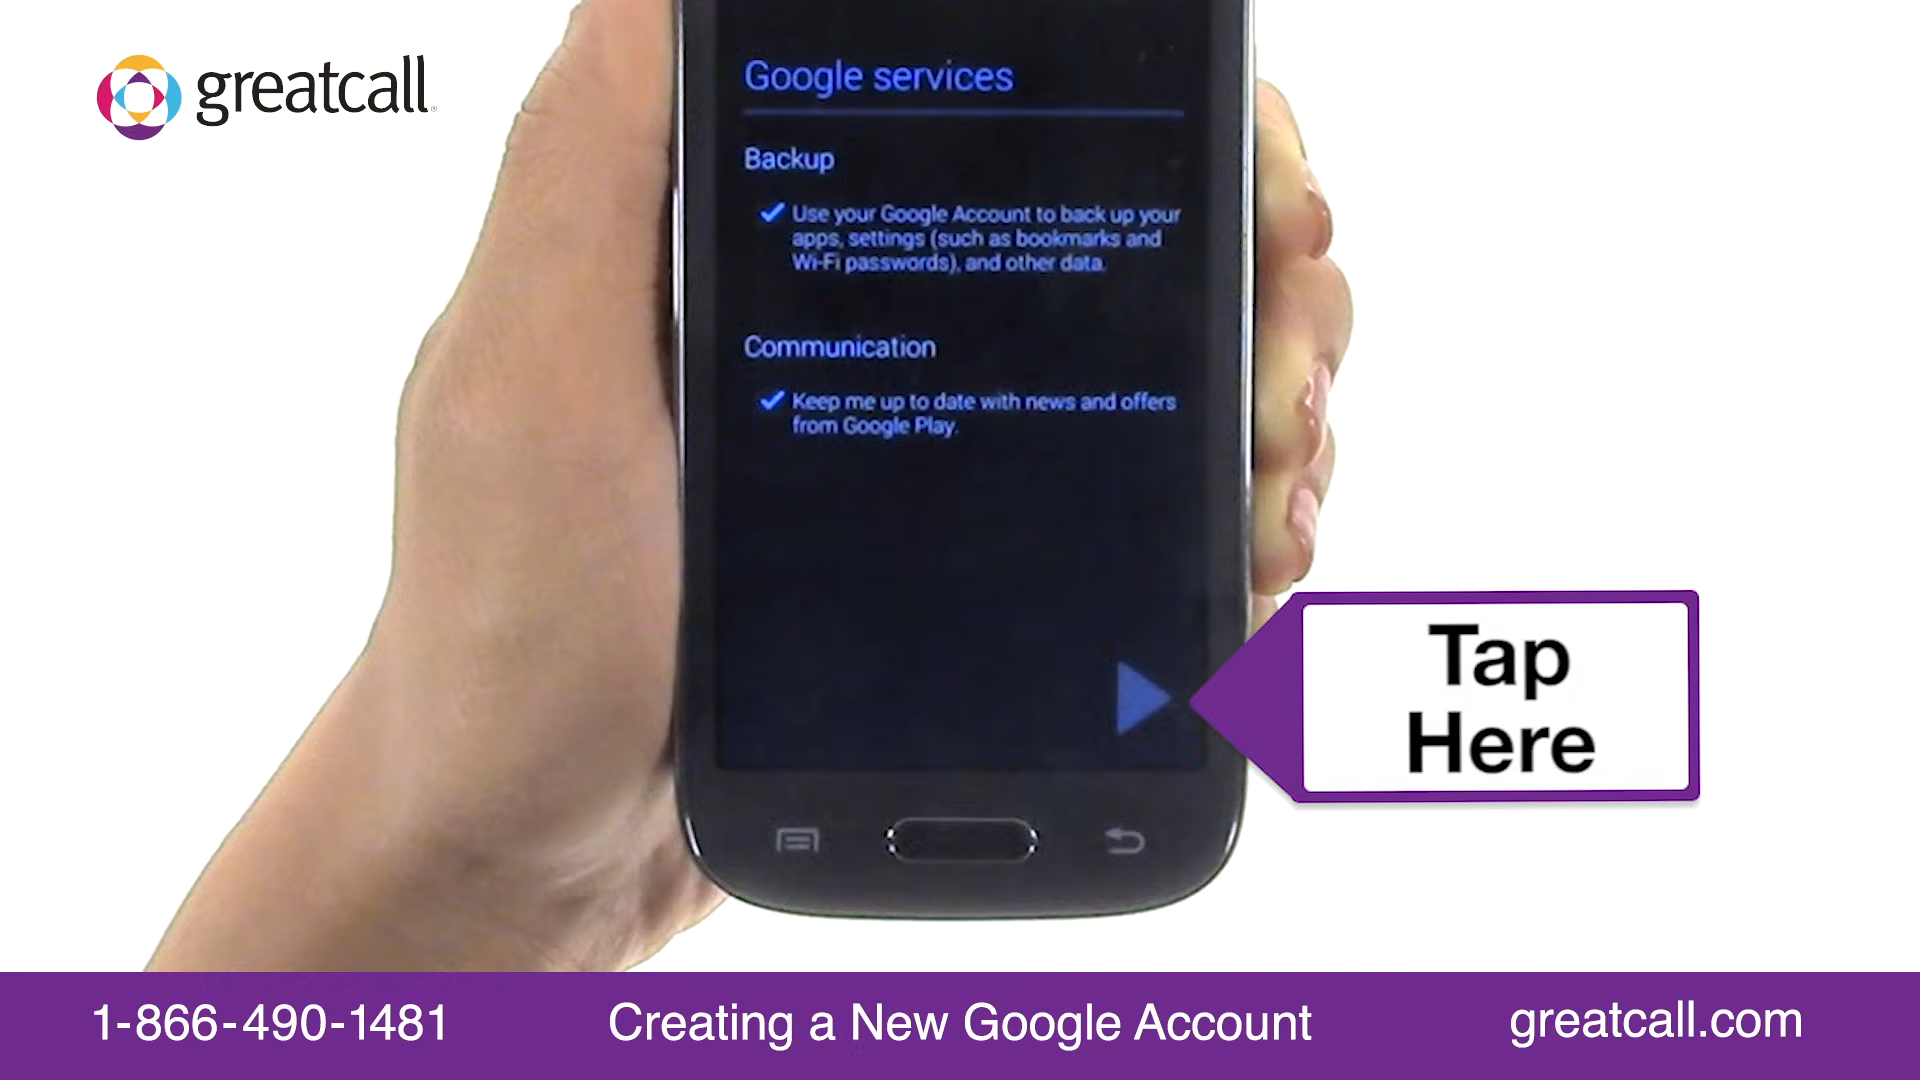 greatcall
Google services
Backup
Use your Google Account to back up your
apps, settings (such as bookmarks and
Wi-Fi passwords), and other data.
Communication
Keep me up to date with news and offers
from Google Play.
Tap
Here
1-866-490-1481
Creating a New Google Account
greatcall.com